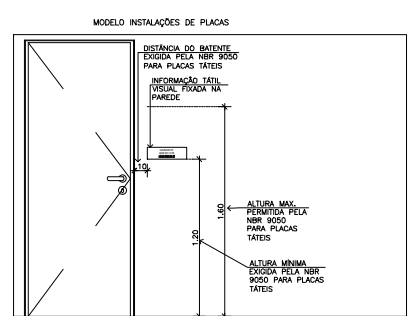 MODELO INSTALAÇÕES DE PLACAS
DISTÂNCIA DO BATENTE
EXIGIDA PELA NBR 9050
PARA PLACAS TÁTEIS
INFORMAÇÃO TÁTIL
VISUAL FIXADA NA
PAREDE
.10
1.60
1.20
ALTURA MAX.
PERMITIDA PELA
NBR 9050
PARA PLACAS
TÁTEIS
ALTURA MÍNIMA
EXIGIDA PELA NBR
9050 PARA PLACAS
TÁTEIS